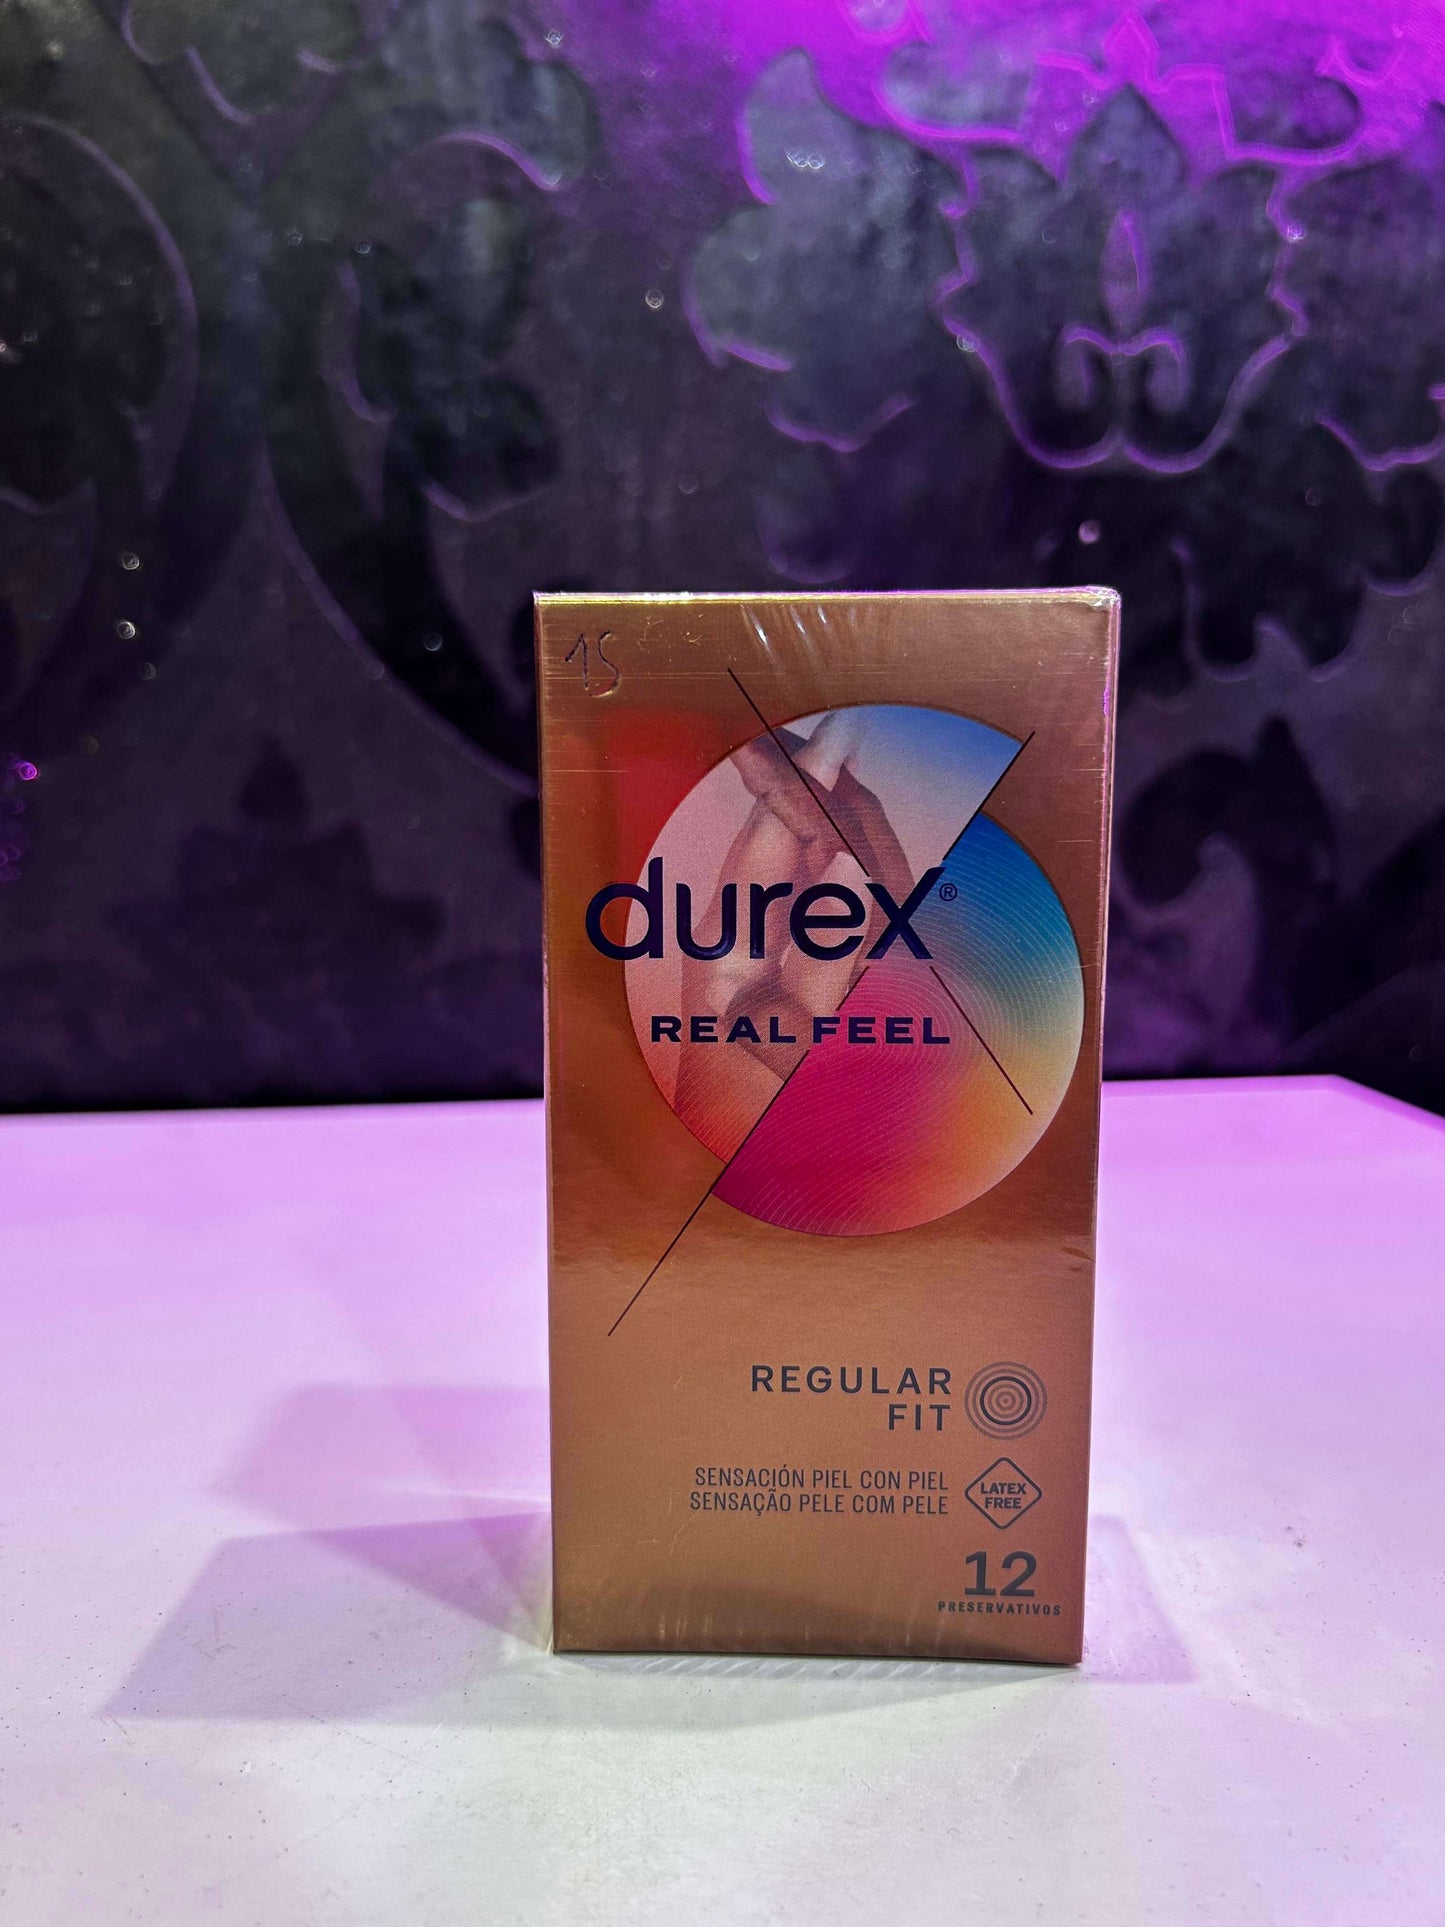 15
durex®
REAL FEEL
REGULAR
FIT
SENSACIÓN PIEL CON PIEL
SENSAÇÃO PELE COM PELE
LATEX
FREE
12
PRESERVATIVOS